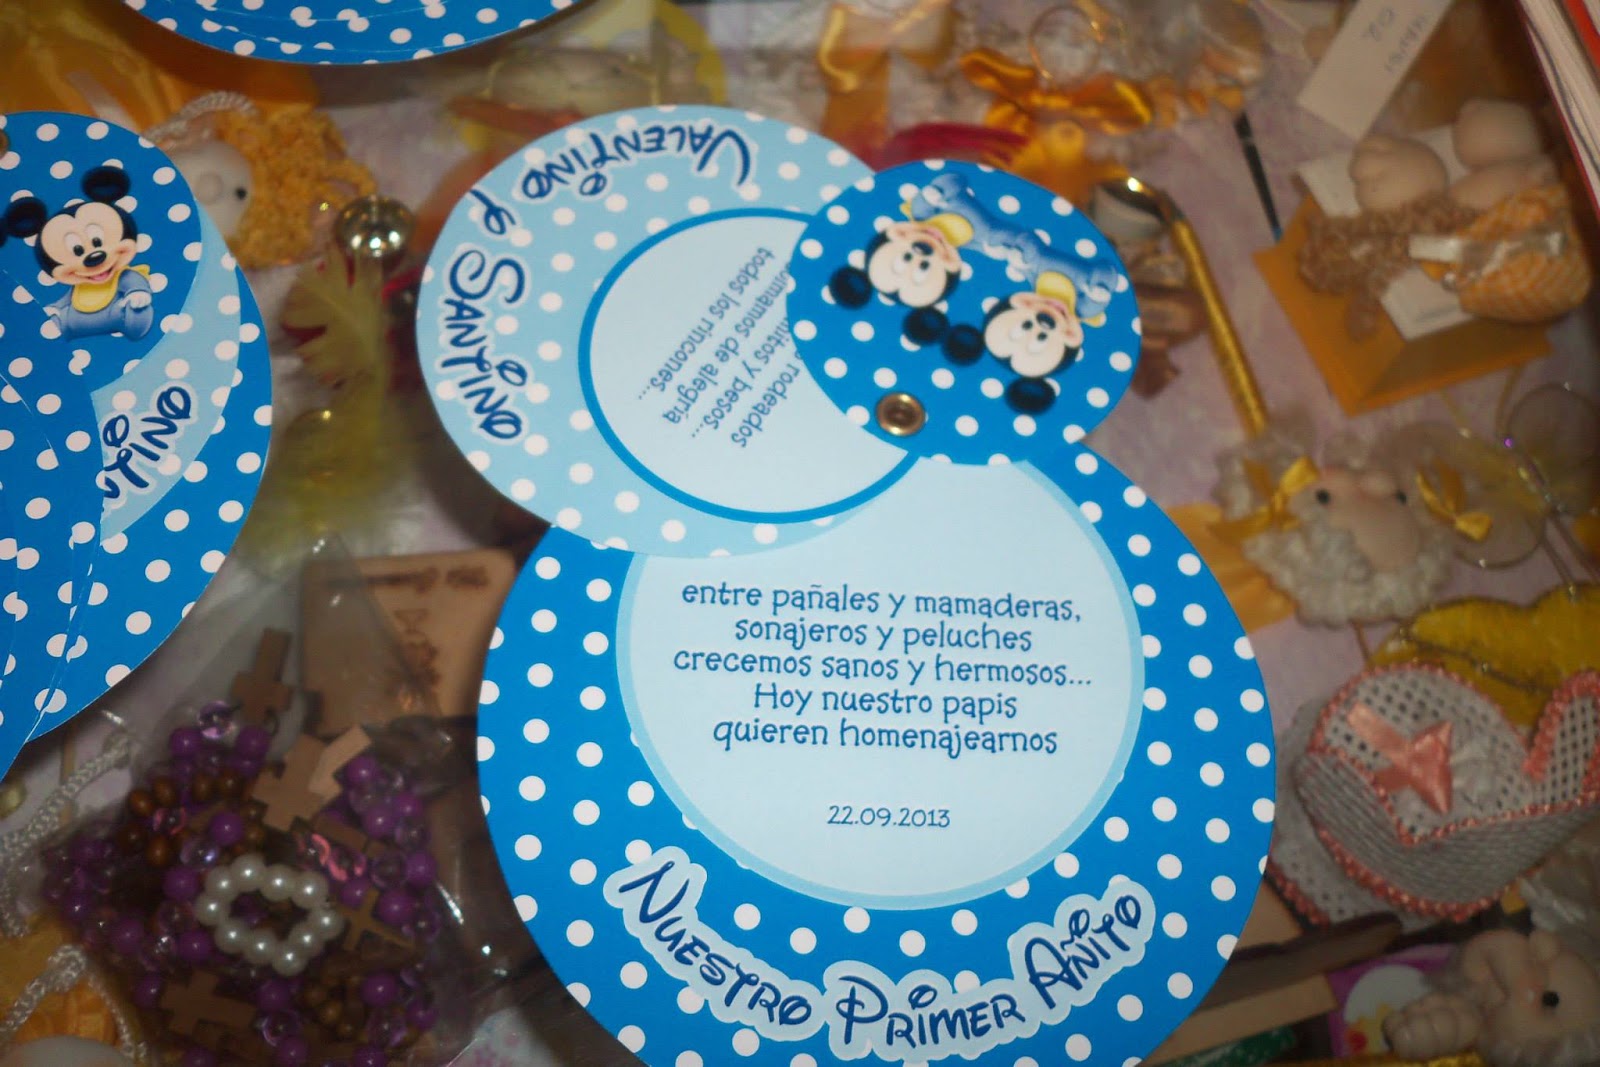 VALENTINO
y SANTINO
rodeados
y besos...
mamos de alegría
todos los rincones...
entre pañales y mamaderas,
sonajeros y peluches
crecemos sanos y hermosos...
Hoy nuestro papis
quieren homenajearnos
22.09.2013
NUESTRO PRIMER AÑITO